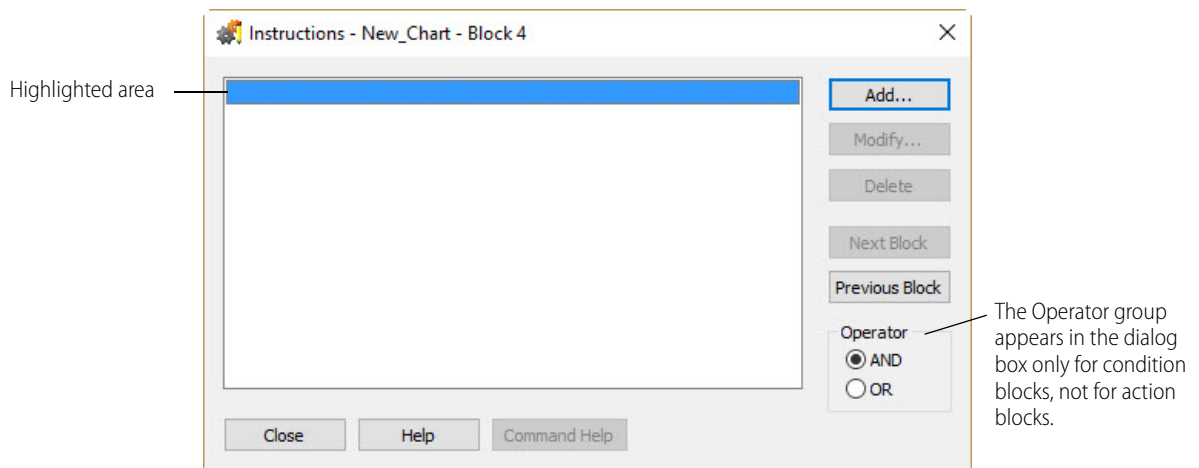 Instructions - New_Chart - Block 4
Highlighted area
Add...
Modify...
Delete
Next Block
Previous Block
Operator
AND
OR
The Operator group
appears in the dialog
box only for condition
blocks, not for action
blocks.
Close
Help
Command Help